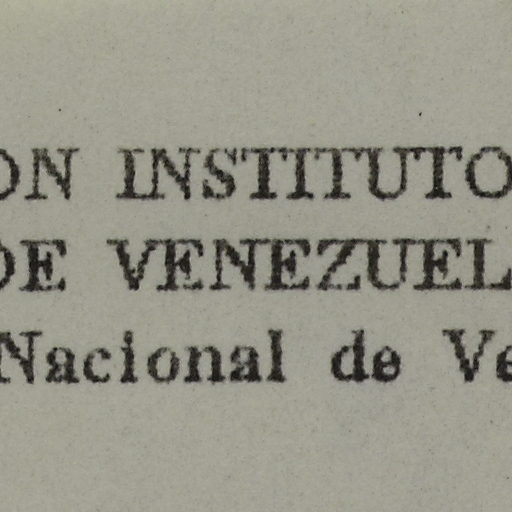 ON INSTITUTO
DE VENEZUEL
Nacional de Ve